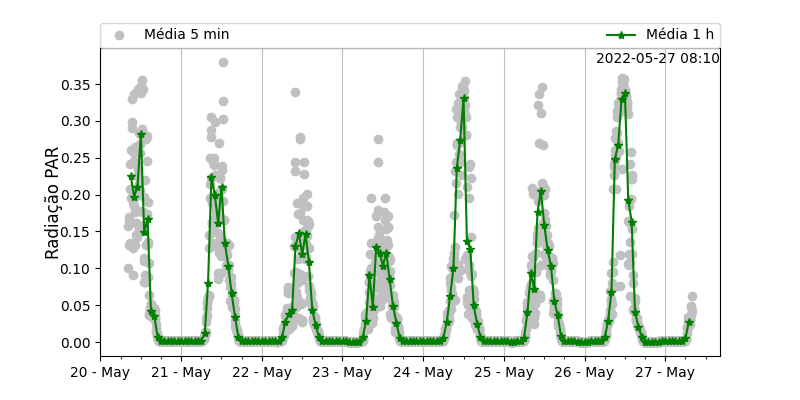 Média 5 min
Média 1 h
2022-05-27 08:10
Radiação PAR
0.35
0.30
0.25
0.20
0.15
0.10
0.05
0.00
20 - May
21 - May
22 - May
23 - May
24 - May
25 - May
26 - May
27 - May